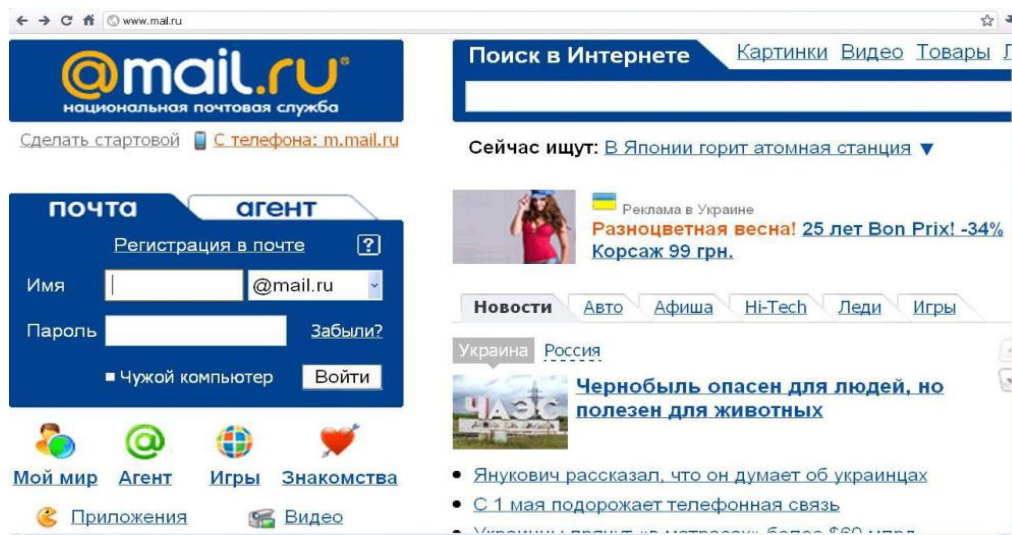 www.mail.ru
@mail.ru®
национальная почтовая служба
Сделать стартовой С телефона: m.mail.ru
Поиск в Интернете Картинки Видео Товары
Сейчас ищут: В Японии горит атомная станция ▼
Реклама в Украине
Разноцветная весна! 25 лет Bon Prix! -34%
Корсаж 99 грн.
почта агент
Регистрация в почте ?
Имя @mail.ru
Пароль Забыли?
Чужой компьютер Войти
Мой мир Агент Игры Знакомства
Приложения Видео
Новости Авто Афиша Hi-Tech Леди Игры
Украина Россия
ЧАЭС
Чернобыль опасен для людей, но
полезен для животных
• Янукович рассказал, что он думает об украинцах
• С 1 мая подорожает телефонная связь